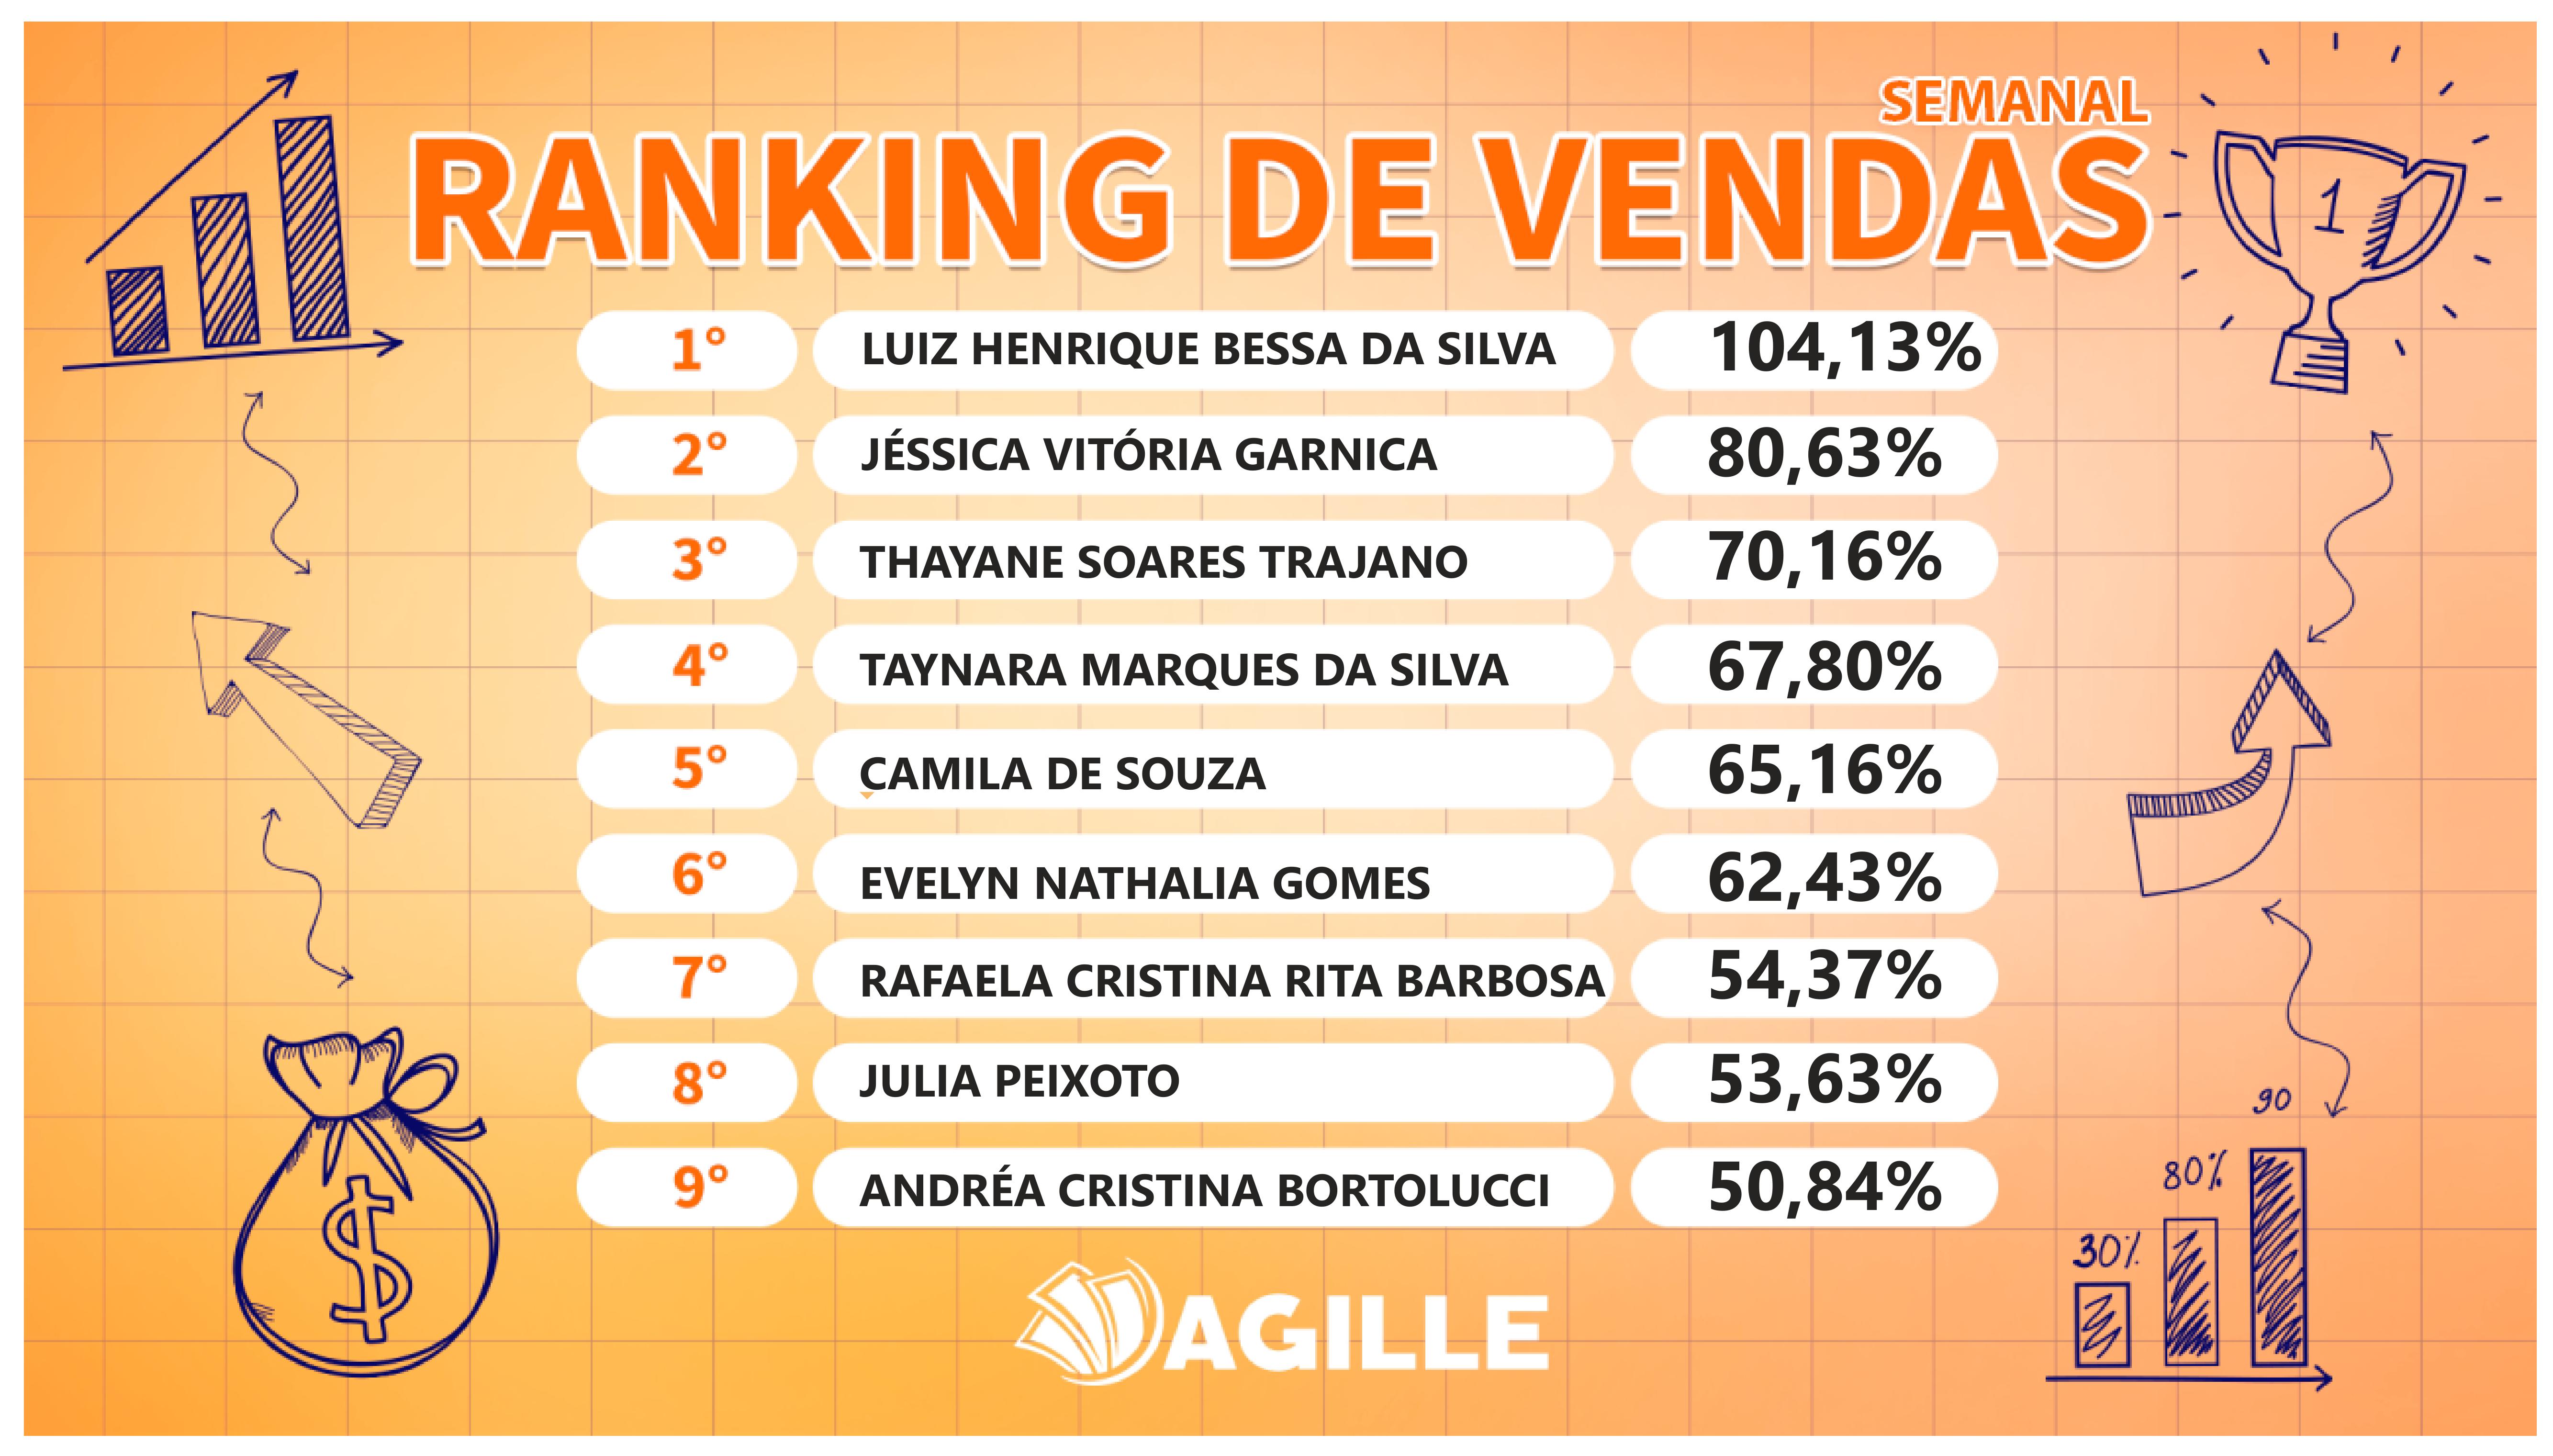 SEMANAL
RANKING DE VENDAS
1
1° LUIZ HENRIQUE BESSA DA SILVA 104,13%
2° JÉSSICA VITÓRIA GARNICA 80,63%
3° THAYANE SOARES TRAJANO 70,16%
4° TAYNARA MARQUES DA SILVA 67,80%
5° CAMILA DE SOUZA 65,16%
6° EVELYN NATHALIA GOMES 62,43%
7° RAFAELA CRISTINA RITA BARBOSA 54,37%
8° JULIA PEIXOTO 53,63%
9° ANDRÉA CRISTINA BORTOLUCCI 50,84%
$
90
80%
30%
AGILLE